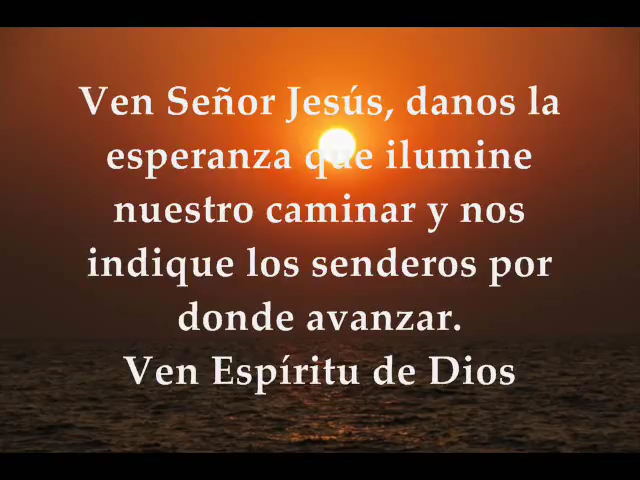 Ven Señor Jesús, danos la
esperanza que ilumine
nuestro caminar y nos
indique los senderos por
donde avanzar.
Ven Espíritu de Dios